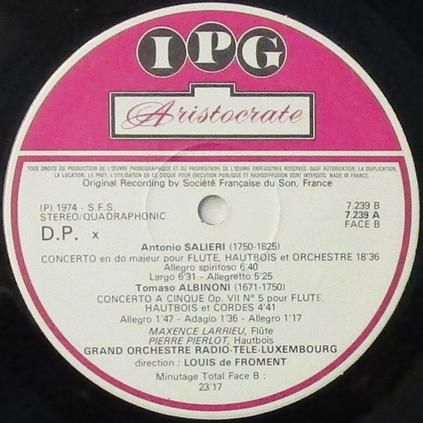 IPG
Aristocrate
TOUS DROITS DU PRODUCTEUR DE L'ŒUVRE PHONOGRAPHIQUE ET DU PROPRIETAIRE DE L'ŒUVRE ENREGISTREE RESERVES, SAUF AUTORISATION, LA DUPLICATION,
LA LOCATION, LE PRET, L'UTILISATION DE CE DISQUE POUR EXECUTION PUBLIQUE ET RADIODIFFUSION SONT INTERDITS. MADE IN FRANCE.
Original Recording by Société Française du Son, France
(P) 1974 - S.F.S.
STEREO/QUADRAPHONIC
D.P. x
7.239 B
7.239 A
FACE B
Antonio SALIERI (1750-1825)
CONCERTO en do majeur pour FLUTE, HAUTBOIS et ORCHESTRE 18'36
Allegro spiritoso 6.40
Largo 6'31 - Allegretto 5'25
Tomaso ALBINONI (1671-1750)
CONCERTO A CINQUE Op. VII N° 5 pour FLUTE,
HAUTBOIS et CORDES 4'41
Allegro 1'47 - Adagio 1'36 - Allegro 1'17
MAXENCE LARRIEU, Flûte
PIERRE PIERLOT, Hautbois
GRAND ORCHESTRE RADIO-TELE-LUXEMBOURG
direction : LOUIS de FROMENT
Minutage Total Face B :
23'17